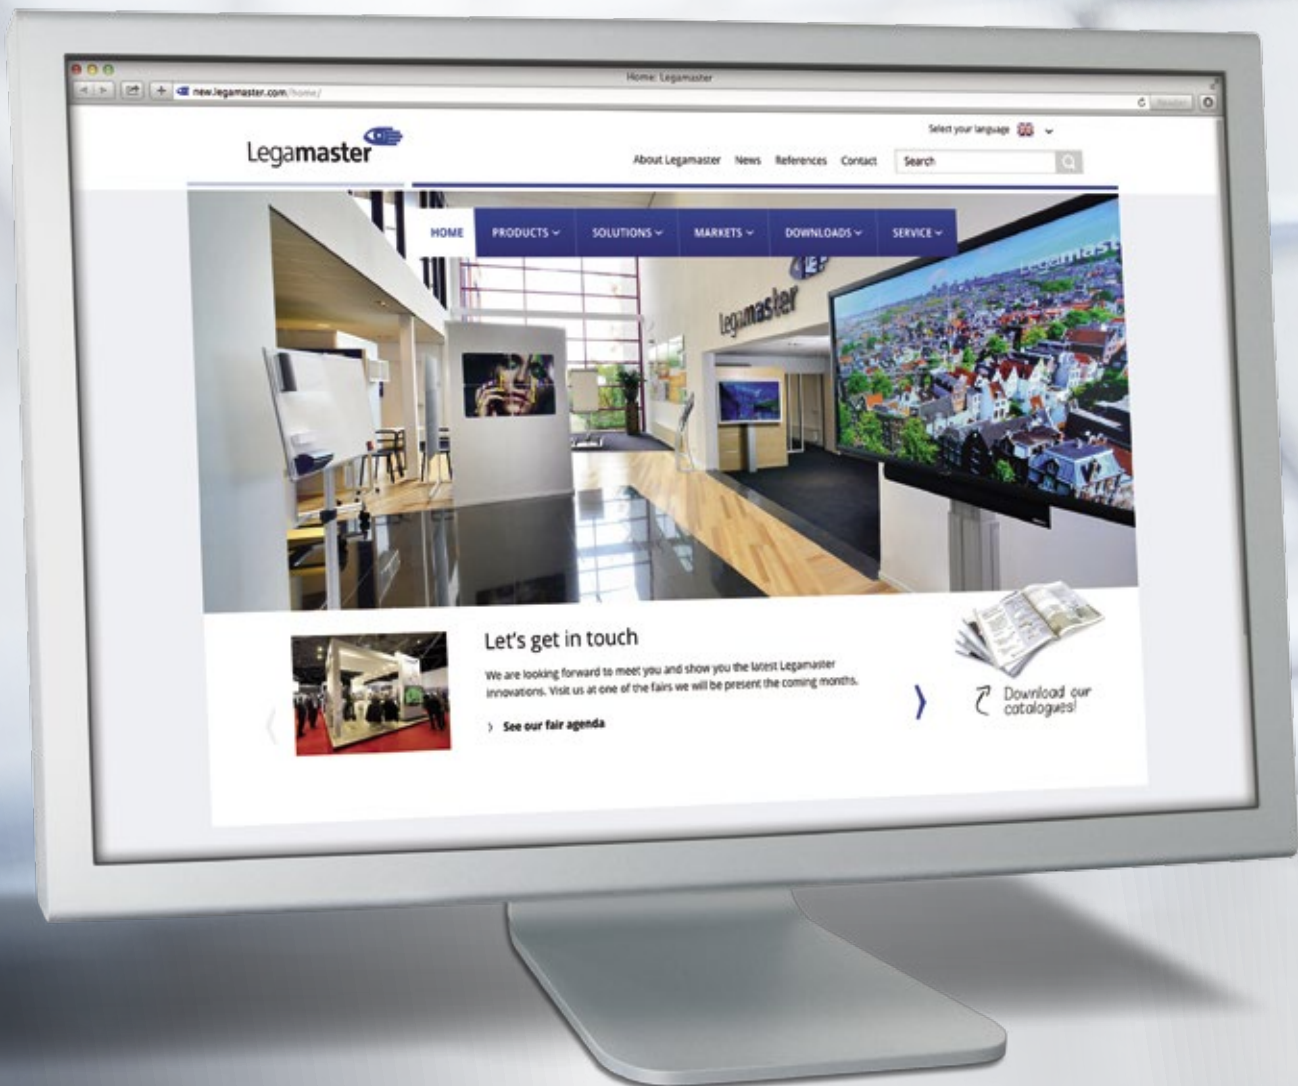 Home: Legamaster
new.legamaster.com/home/
Reader
Select your language
Legamaster
About Legamaster News References Contact Search
HOME PRODUCTS SOLUTIONS MARKETS DOWNLOADS SERVICE
Legamaster
Legamaster
Let's get in touch
We are looking forward to meet you and show you the latest Legamaster
innovations. Visit us at one of the fairs we will be present the coming months.
See our fair agenda
Download our
catalogues!